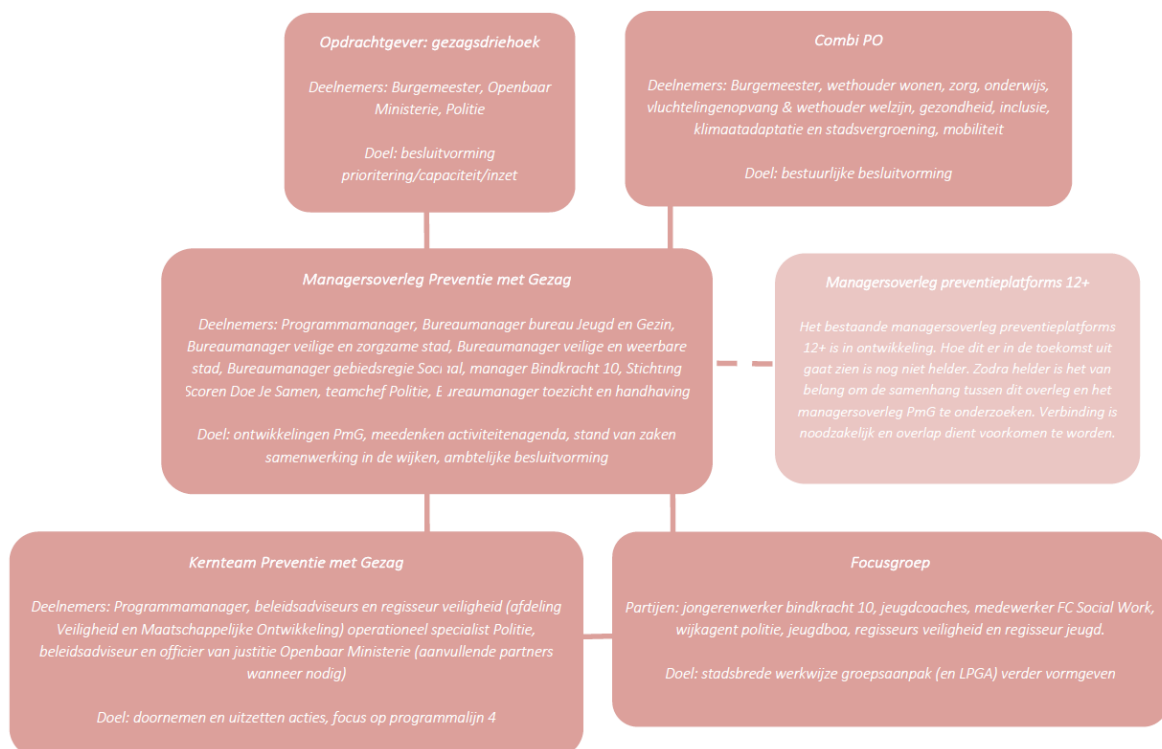 Opdrachtgever: gezagsdriehoek
Deelnemers: Burgemeester, Openbaar
Ministerie, Politie
Doel: besluitvorming
prioritering/capaciteit/inzet
Combi PO
Deelnemers: Burgemeester, wethouder wonen, zorg, onderwijs,
vluchtelingenopvang & wethouder welzijn, gezondheid, inclusie,
klimaatadaptatie en stadsvergroening, mobiliteit
Doel: bestuurlijke besluitvorming
Managersoverleg Preventie met Gezag
Deelnemers: Programmamanager, Bureaumanager bureau Jeugd en Gezin,
Bureaumanager veilige en zorgzame stad, Bureaumanager veilige en weerbare
stad, Bureaumanager gebiedsregie Sociaal, manager Bindkracht 10, Stichting
Scoren Doe Je Samen, teamchef Politie, Bureaumanager toezicht en handhaving
Doel: ontwikkelingen PmG, meedenken activiteitenagenda, stand van zaken
samenwerking in de wijken, ambtelijke besluitvorming
Managersoverleg preventieplatforms 12+
Het bestaande managersoverleg preventieplatforms
12+ is in ontwikkeling. Hoe dit er in de toekomst uit
gaat zien is nog niet helder. Zodra helder is het van
belang om de samenhang tussen dit overleg en het
managersoverleg PmG te onderzoeken. Verbinding is
noodzakelijk en overlap dient voorkomen te worden.
Kernteam Preventie met Gezag
Deelnemers: Programmamanager, beleidsadviseurs en regisseur veiligheid (afdeling
Veiligheid en Maatschappelijke Ontwikkeling) operationeel specialist Politie,
beleidsadviseur en officier van justitie Openbaar Ministerie (aanvullende partners
wanneer nodig)
Doel: doornemen en uitzetten acties, focus op programmalijn 4
Focusgroep
Partijen: jongerenwerker bindkracht 10, jeugdcoaches, medewerker FC Social Work,
wijkagent politie, jeugdboa, regisseurs veiligheid en regisseur jeugd.
Doel: stadsbrede werkwijze groepsaanpak (en LPGA) verder vormgeven